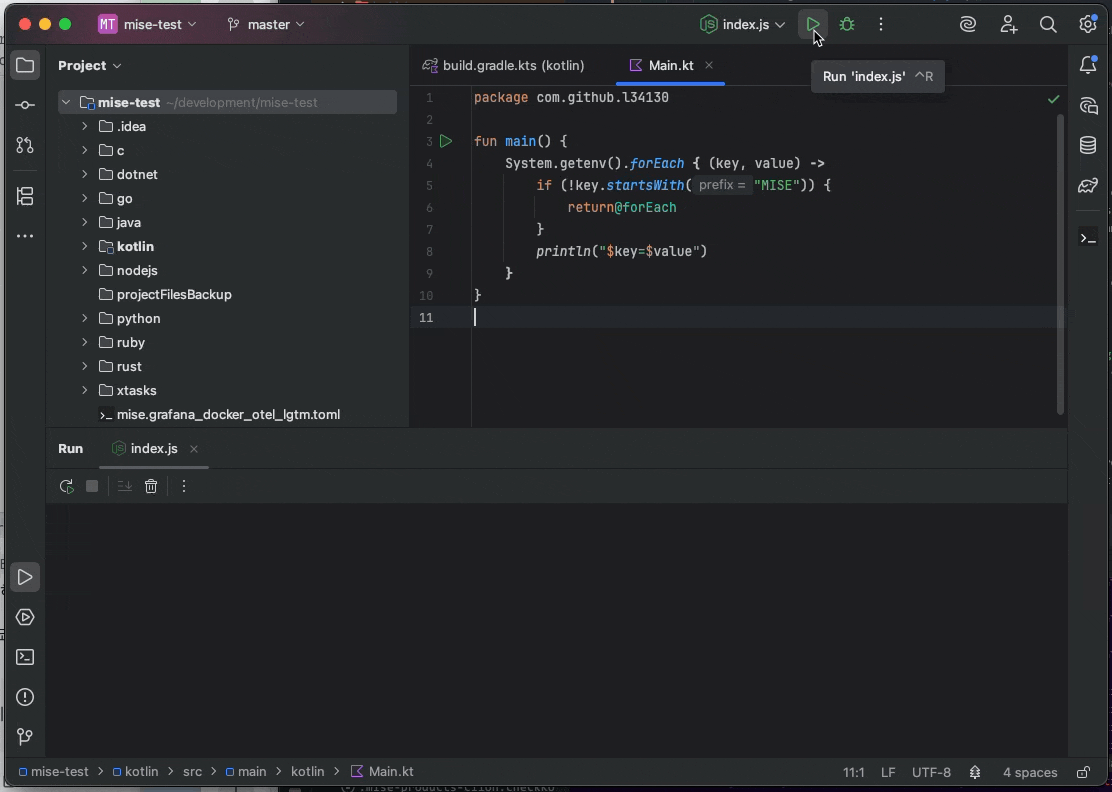 MT mise-test master index.js
Project
build.gradle.kts (kotlin) Main.kt
Run 'index.js' ⌃R
mise-test ~/development/mise-test
.idea
c
dotnet
go
java
kotlin
nodejs
projectFilesBackup
python
ruby
rust
xtasks
mise.grafana_docker_otel_lgtm.toml
1 package com.github.l34130
2
3 fun main() {
4 System.getenv().forEach { (key, value) ->
5 if (!key.startsWith( prefix = "MISE")) {
6 return@forEach
7 }
8 println("$key=$value")
9 }
10 }
11
Run JS index.js
mise-test > kotlin > src > main > kotlin > Main.kt
11:1 LF UTF-8 4 spaces